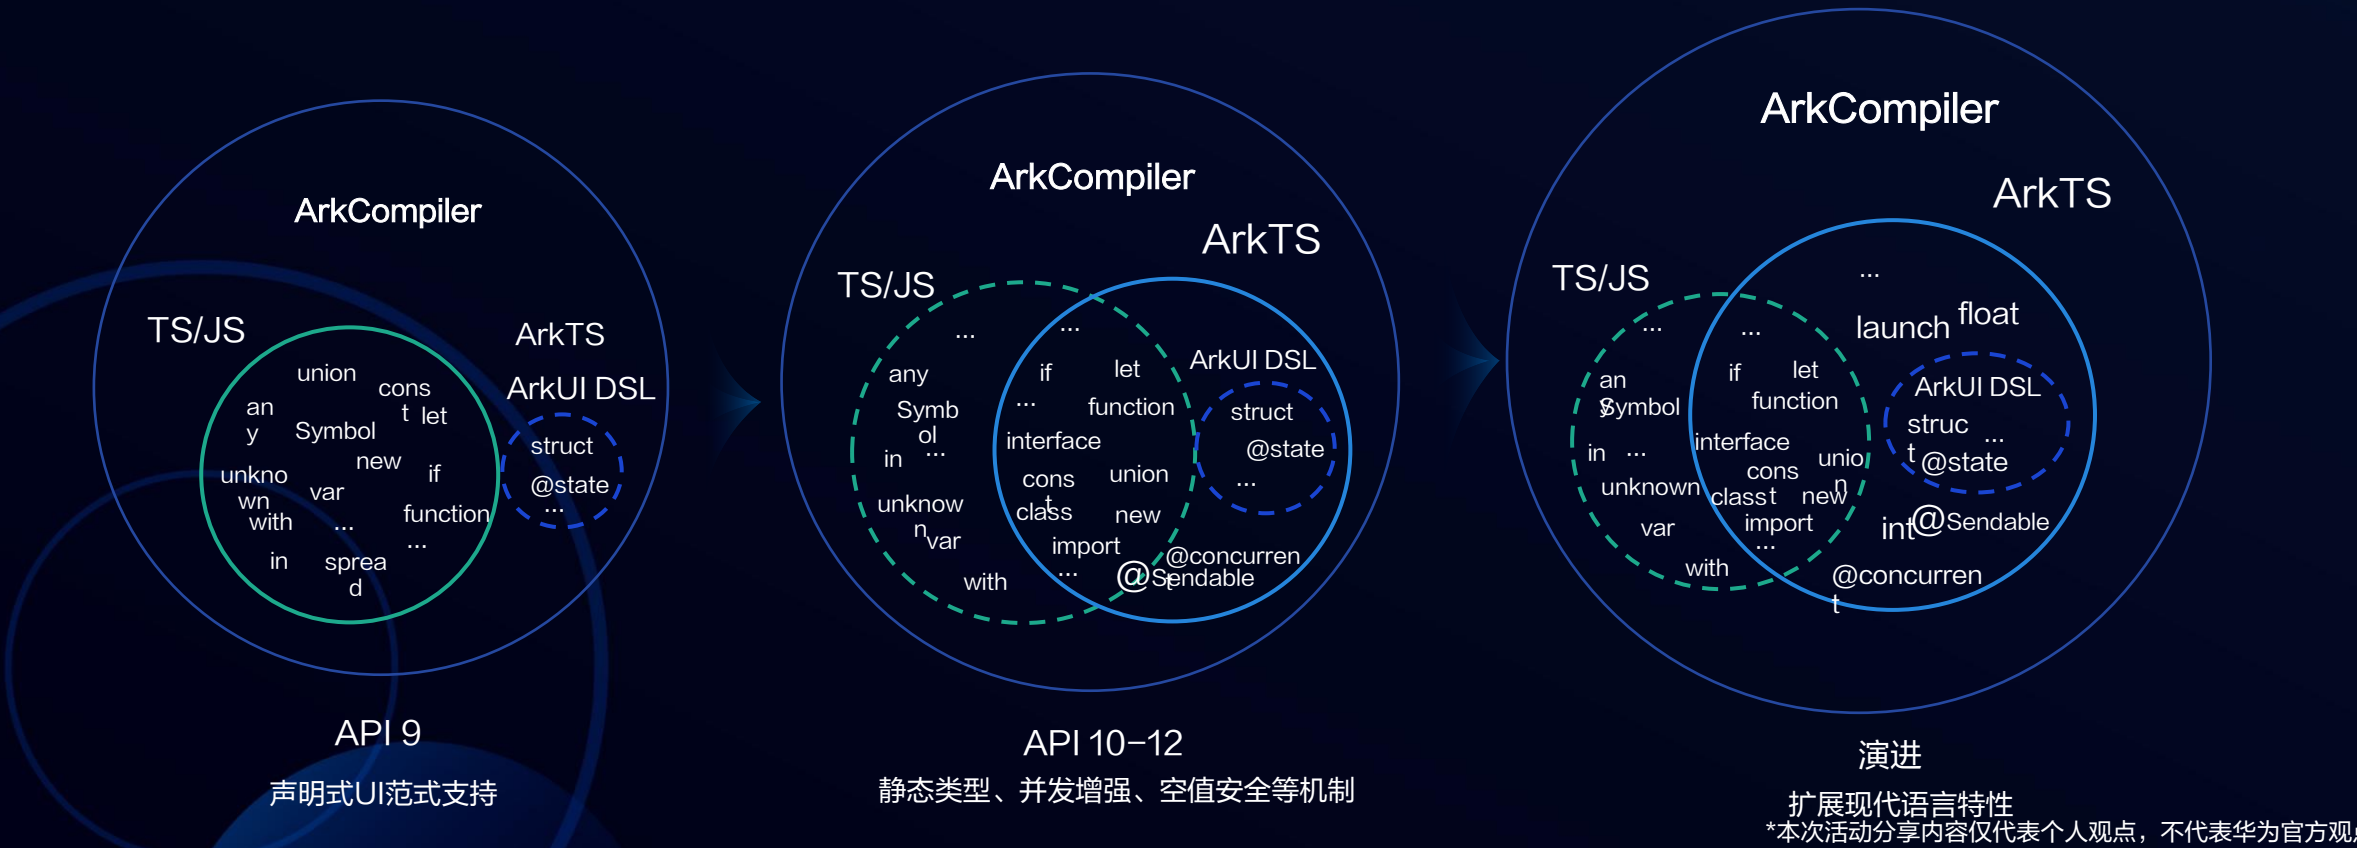 ArkCompiler
TS/JS
ArkTS
ArkUI DSL
union
cons
t
let
an
y
Symbol
new
if
unkno
wn
var
with
...
function
...
in
sprea
d
struct
@state
...
API 9
声明式UI范式支持
ArkCompiler
ArkTS
TS/JS
...
any
Symb
ol
in
...
unknow
n
var
with
...
if
let
...
function
interface
cons
t
union
class
new
import
...
@concurren
t
@Sendable
ArkUI DSL
struct
@state
...
API 10-12
静态类型、并发增强、空值安全等机制
ArkCompiler
ArkTS
TS/JS
...
an
y
Symbol
in
...
unknown
var
with
...
if
let
function
interface
cons
t
unio
n
class
new
import
...
...
launch
float
ArkUI DSL
struc
t
...
@state
int
@Sendable
@concurren
t
演进
扩展现代语言特性
*本次活动分享内容仅代表个人观点，不代表华为官方观